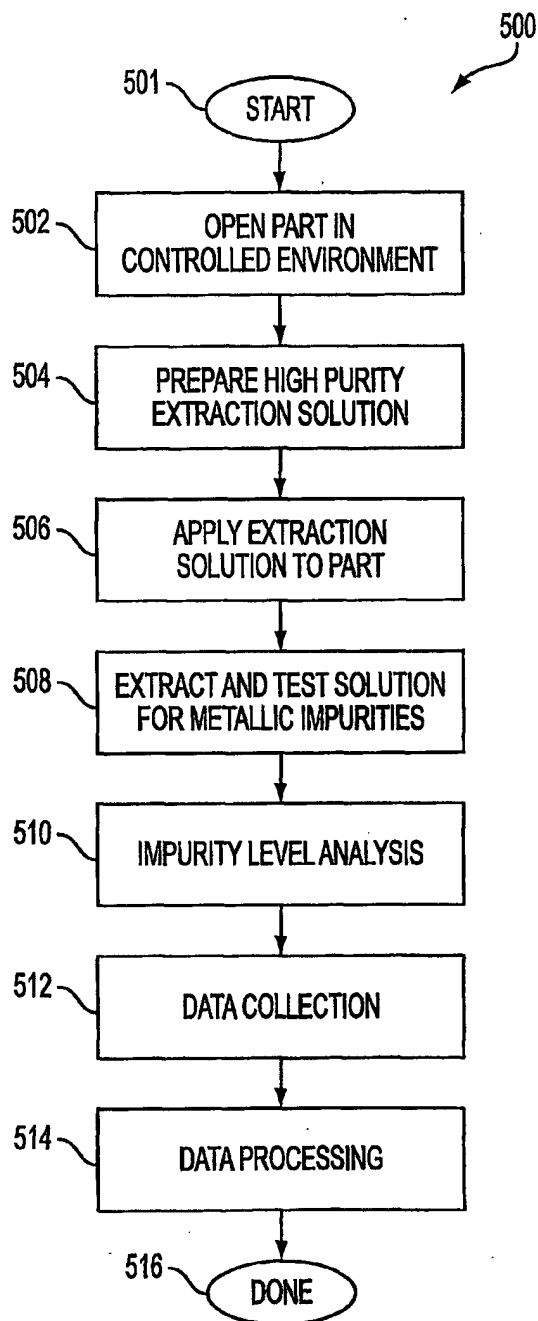 500
501
START
502
OPEN PART IN
CONTROLLED ENVIRONMENT
504
PREPARE HIGH PURITY
EXTRACTION SOLUTION
506
APPLY EXTRACTION
SOLUTION TO PART
508
EXTRACT AND TEST SOLUTION
FOR METALLIC IMPURITIES
510
IMPURITY LEVEL ANALYSIS
512
DATA COLLECTION
514
DATA PROCESSING
516
DONE